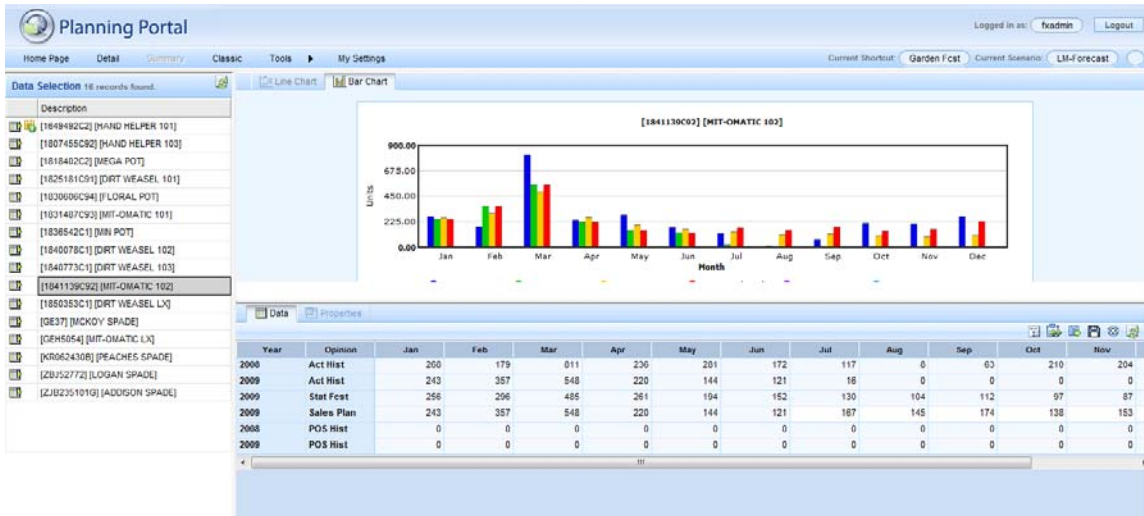 Planning Portal
Logged in as: fxadmin Logout
Home Page Detail Summary Classic Tools My Settings
Current Shortcut: Garden Fcst Current Scenario: LM-Forecast
Data Selection 16 records found.
Line Chart Bar Chart
Description
[1649492C2] [HAND HELPER 101]
[1807455C92] [HAND HELPER 103]
[1818402C2] [MEGA POT]
[1825181C91] [DIRT WEASEL 101]
[1830606C94] [FLORAL POT]
[1831487C93] [MIT-OMATIC 101]
[1836542C1] [MINI POT]
[1840078C1] [DIRT WEASEL 102]
[1840773C1] [DIRT WEASEL 103]
[1841139C92] [MIT-OMATIC 102]
[1850353C1] [DIRT WEASEL LX]
[GE37] [MCKOY SPADE]
[GEH5054] [MIT-OMATIC LX]
[KR062430B] [PEACHES SPADE]
[ZBJ52772] [LOGAN SPADE]
[ZJB235101G] [ADDISON SPADE]
[1841139C92] [MIT-OMATIC 102]
900.00
675.00
450.00
225.00
0.00
Units
Jan Feb Mar Apr May Jun Jul Aug Sep Oct Nov Dec
Month
Data Properties
Year Opinion Jan Feb Mar Apr May Jun Jul Aug Sep Oct Nov
2008 Act Hist 268 179 811 236 281 172 117 8 63 210 204
2009 Act Hist 243 357 548 220 144 121 16 0 0 0 0
2009 Stat Fcst 256 296 485 261 194 152 130 104 112 97 87
2009 Sales Plan 243 357 548 220 144 121 167 145 174 138 153
2008 POS Hist 0 0 0 0 0 0 0 0 0 0 0
2009 POS Hist 0 0 0 0 0 0 0 0 0 0 0